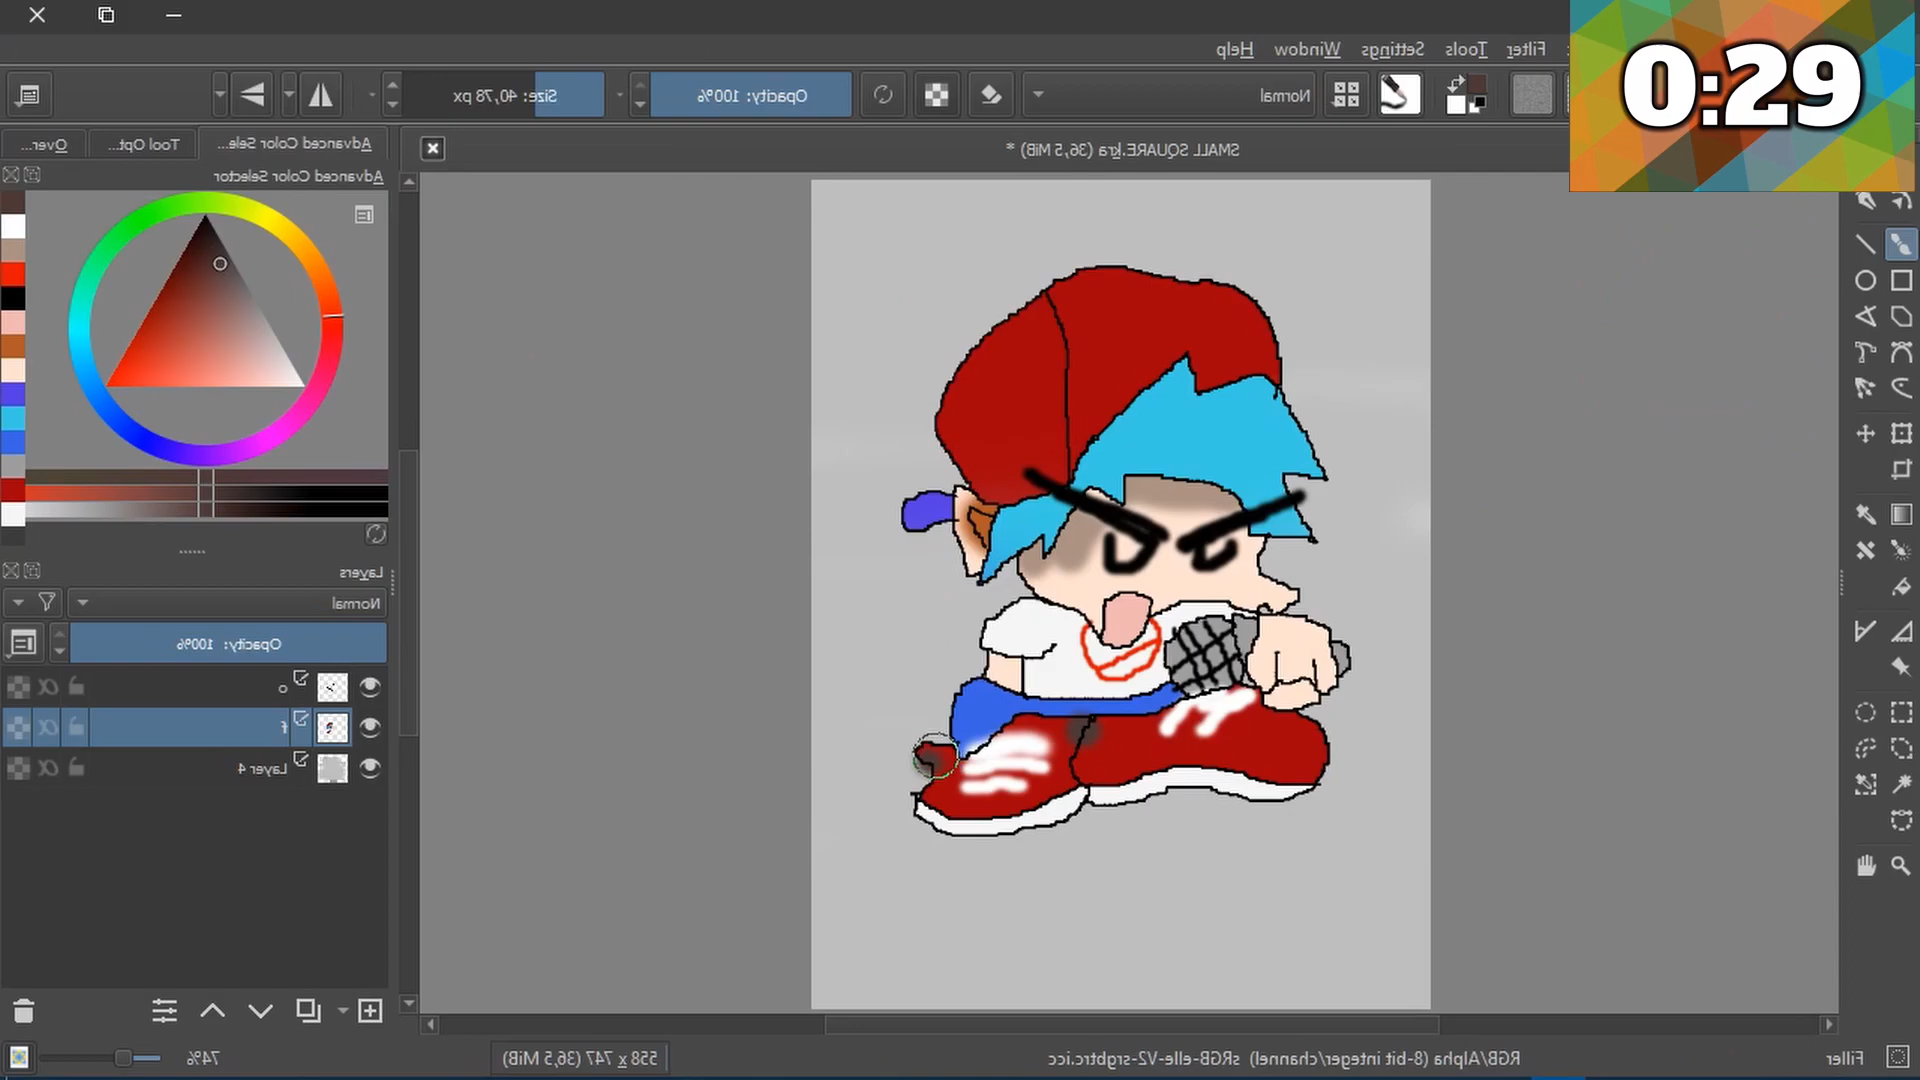 0:29
Filter Tools Settings Window Help
Normal
Opacity: 100%
Size: 40,78 px
SMALL SQUARE.kra (36,5 MiB) *
Advanced Color Sele...
Tool Opt...
Over...
Advanced Color Selector
Layers
Normal
Opacity: 100%
o
f
Layer 4
Filler
RGB/Alpha (8-bit integer/channel) sRGB-elle-V2-srgbtrc.icc
558 x 747 (36,5 MiB)
74%